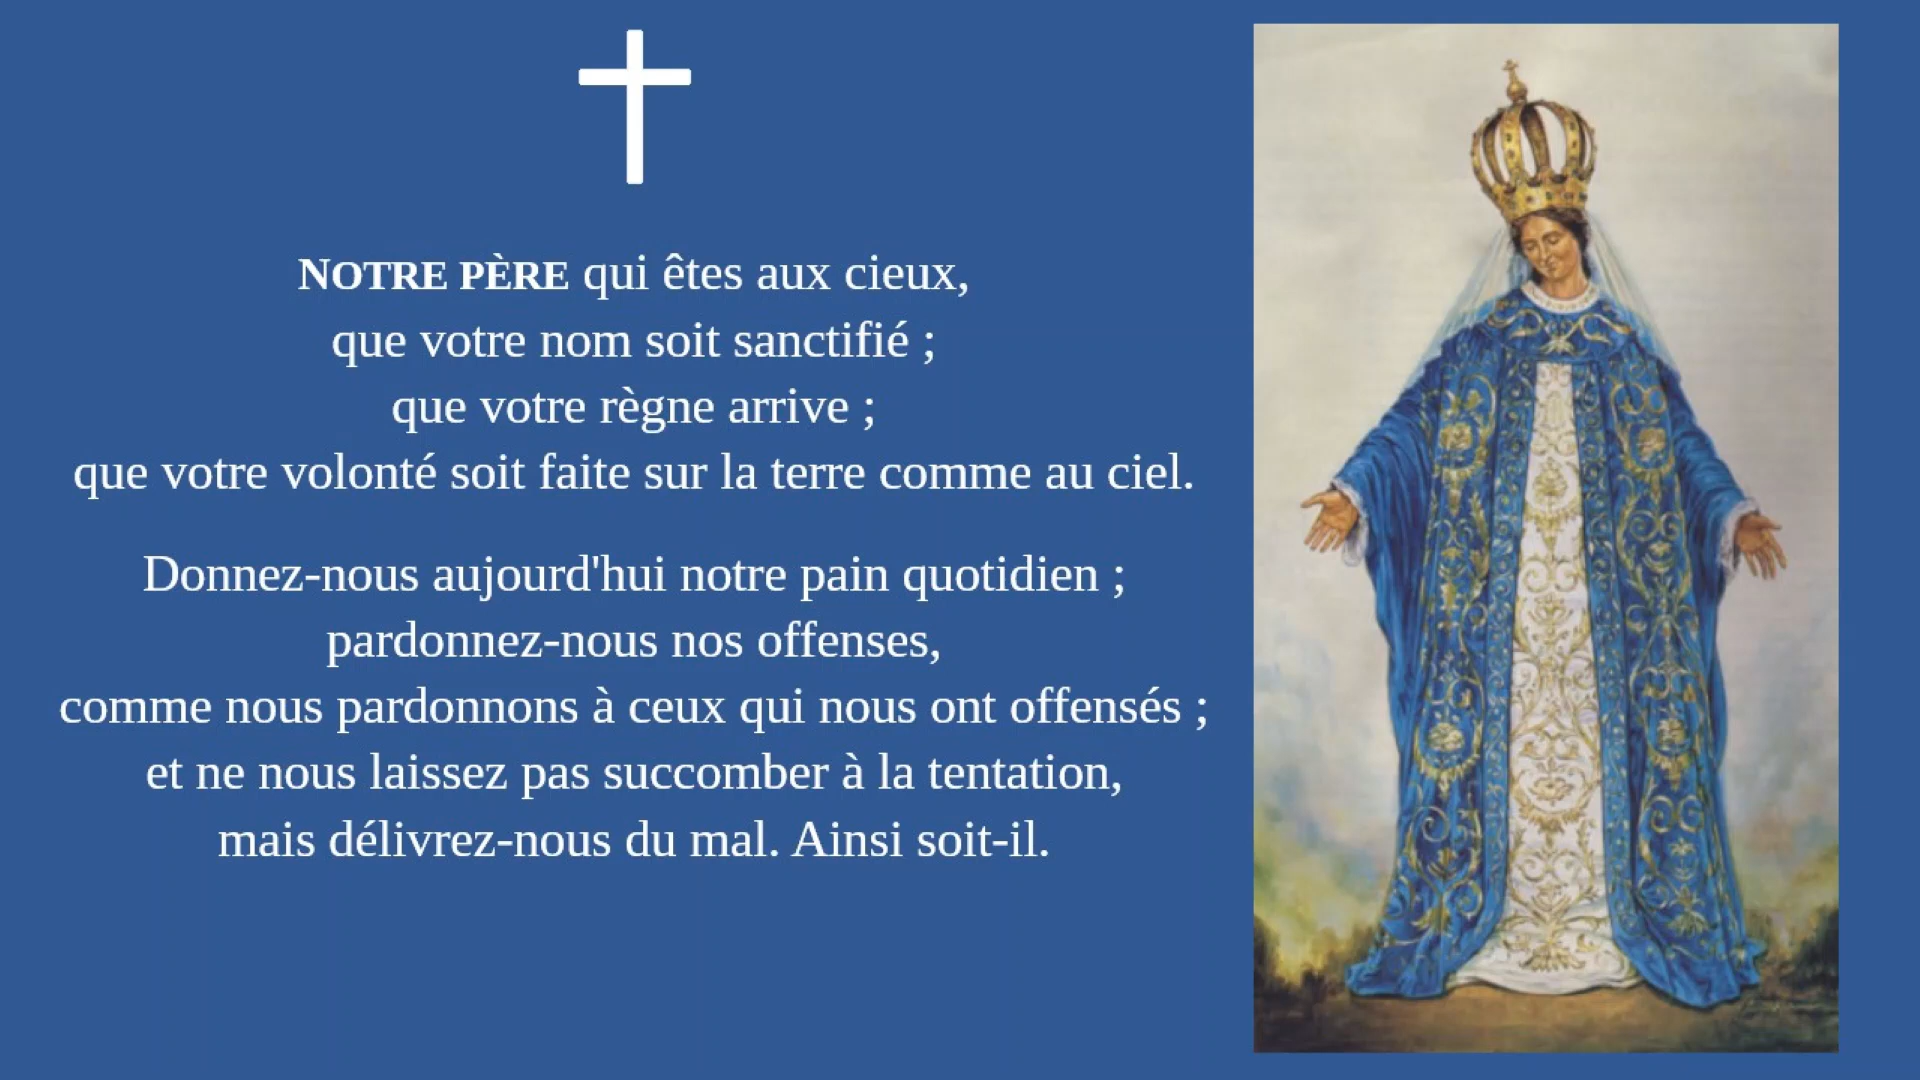 NOTRE PÈRE qui êtes aux cieux,
que votre nom soit sanctifié ;
que votre règne arrive ;
que votre volonté soit faite sur la terre comme au ciel.
Donnez-nous aujourd'hui notre pain quotidien ;
pardonnez-nous nos offenses,
comme nous pardonnons à ceux qui nous ont offensés ;
et ne nous laissez pas succomber à la tentation,
mais délivrez-nous du mal. Ainsi soit-il.